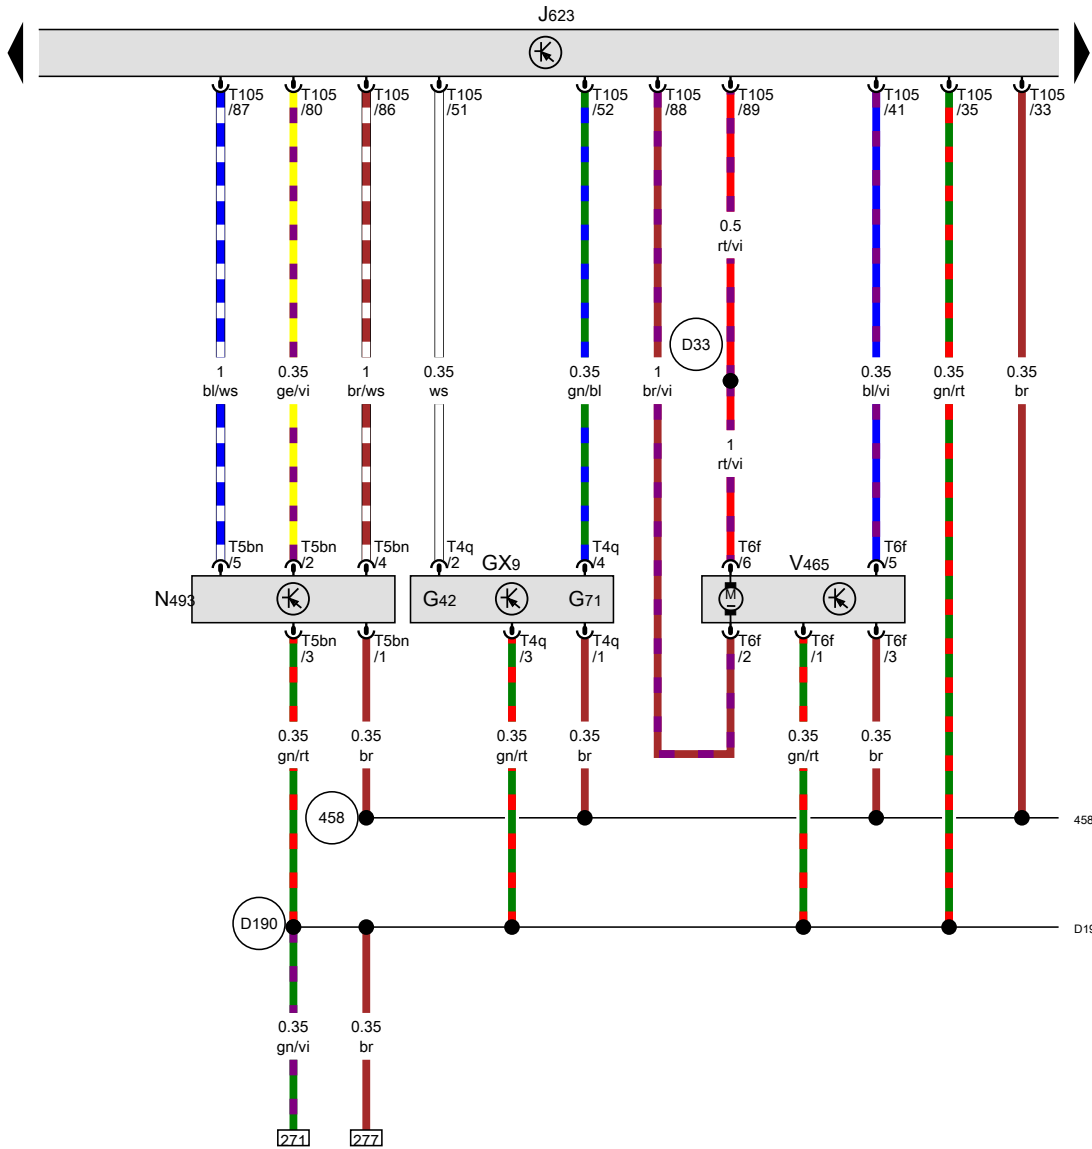 J623
T105 T105 T105 T105 T105 T105 T105 T105 T105 T105
/87 /80 /86 /51 /52 /88 /89 /41 /35 /33
0.5
rt/vi
D33
1 0.35 1 0.35 0.35 1 0.35 0.35 0.35
bl/ws ge/vi br/ws ws gn/bl br/vi bl/vi gn/rt br
1
rt/vi
T5bn T5bn T5bn T4q T4q T6f T6f
/5 /2 /4 /2 /4 /6 /5
GX9 V465
N493 G42 G71 M
T5bn T5bn T4q T4q T6f T6f T6f
/3 /1 /3 /1 /2 /1 /3
0.35 0.35 0.35 0.35 0.35 0.35
gn/rt br gn/rt br gn/rt br
458 458
D190 D19
0.35 0.35
gn/vi br
271 277